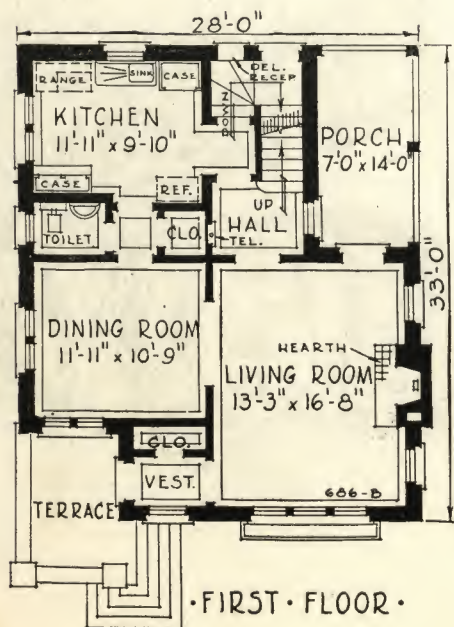 28'-0"
RANGE
SINK
CASE
DEL.
RECEP.
DOWN
KITCHEN
11'-11" x 9'-10"
PORCH
7'-0" x 14'-0"
CASE
REF.
UP
HALL
TEL.
TOILET
CLO.
33'-0"
DINING ROOM
11'-11" x 10'-9"
HEARTH
LIVING ROOM
13'-3" x 16'-8"
CLO.
VEST.
686-B
TERRACE
·FIRST·FLOOR·